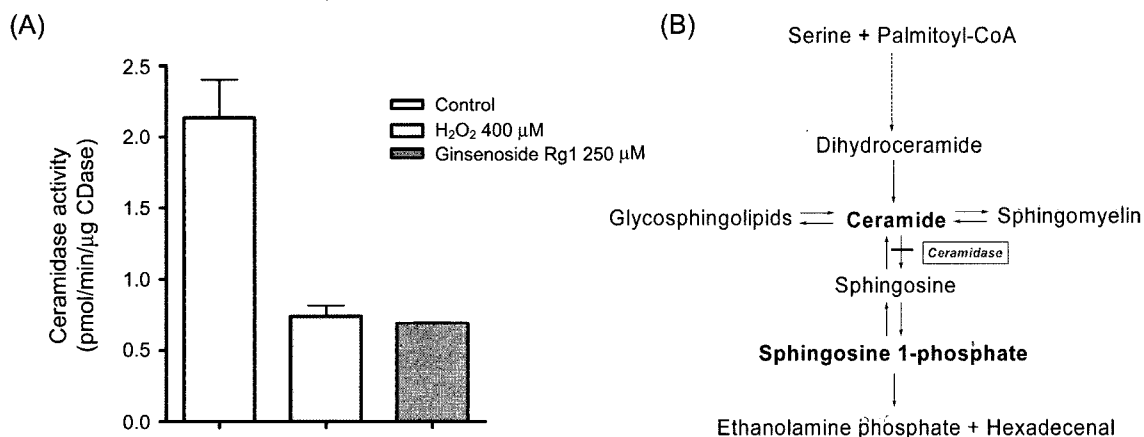 (A)
Ceramidase activity
(pmol/min/μg CDase)
2.5
2.0
1.5
1.0
0.5
0.0
Control
H₂O₂ 400 μM
Ginsenoside Rg1 250 μM
(B)
Serine + Palmitoyl-CoA
Dihydroceramide
Glycosphingolipids Ceramide Sphingomyelin
Ceramidase
Sphingosine
Sphingosine 1-phosphate
Ethanolamine phosphate + Hexadecenal